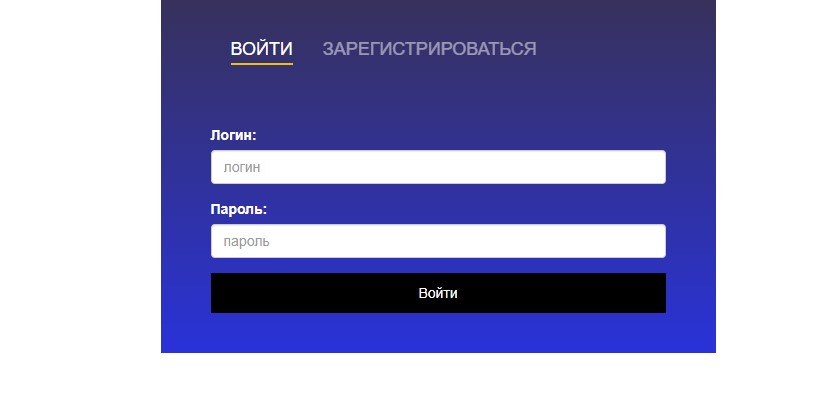 ВОЙТИ ЗАРЕГИСТРИРОВАТЬСЯ
Логин:
логин
Пароль:
пароль
Войти